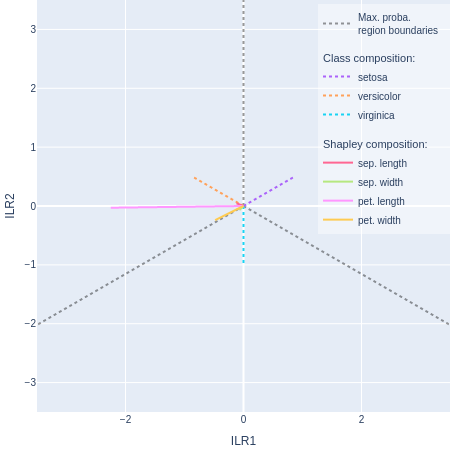 Max. proba.
region boundaries
Class composition:
setosa
versicolor
virginica
Shapley composition:
sep. length
sep. width
pet. length
pet. width
3
2
1
0
−1
−2
−3
ILR2
−2
0
2
ILR1